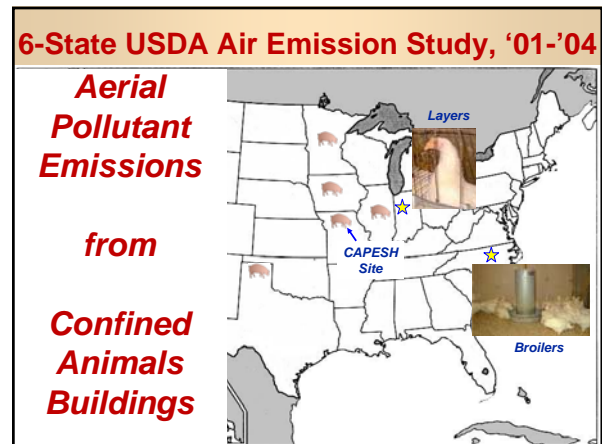 6-State USDA Air Emission Study, ‘01-’04
Aerial
Pollutant
Emissions
from
Confined
Animals
Buildings
Layers
CAPESH
Site
Broilers